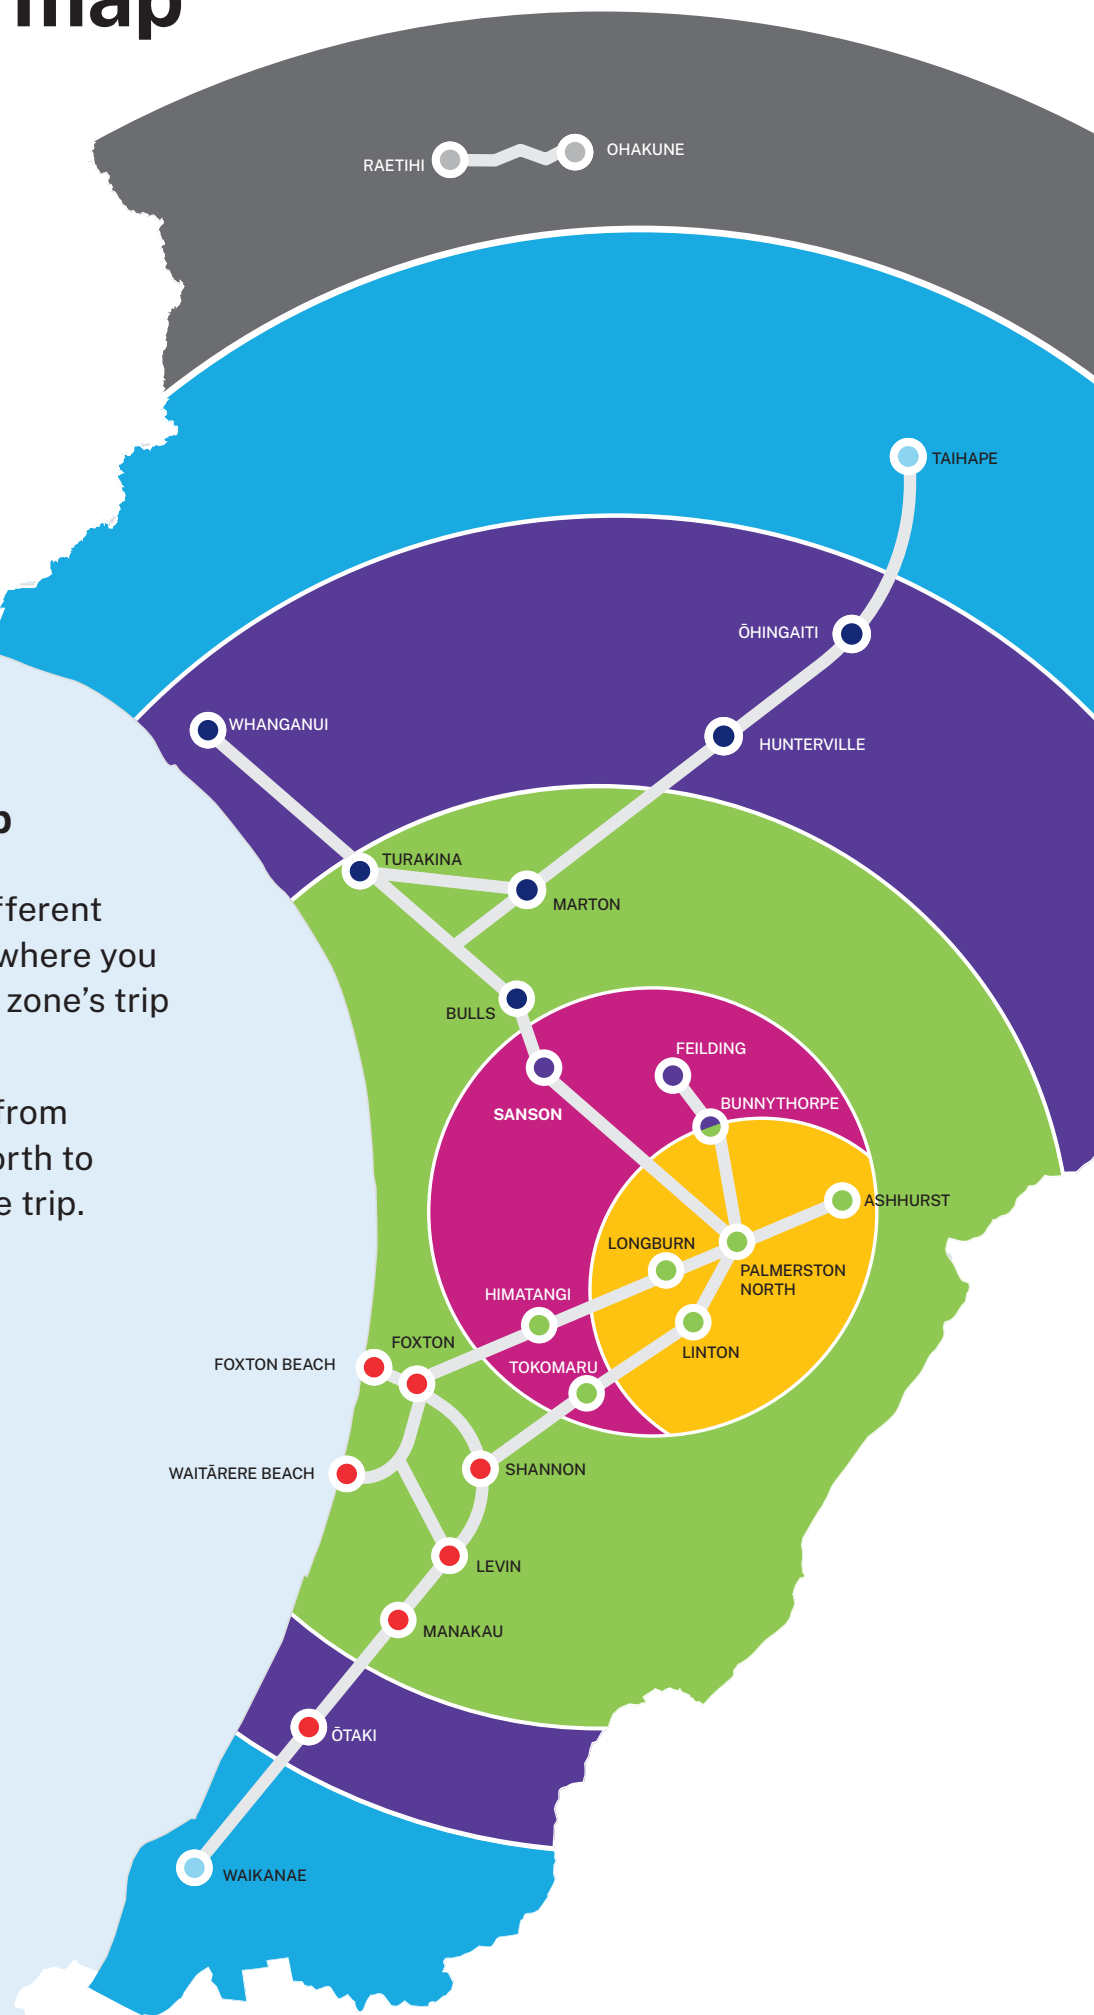 map
RAETIHI
OHAKUNE
TAIHAPE
ŌHINGAITI
WHANGANUI
HUNTERVILLE
TURAKINA
MARTON
fferent
where you
zone's trip
BULLS
FEILDING
BUNNYTHORPE
SANSON
from
orth to
e trip.
ASHHURST
LONGBURN
PALMERSTON
NORTH
HIMATANGI
FOXTON
LINTON
FOXTON BEACH
TOKOMARU
WAITĀRERE BEACH
SHANNON
LEVIN
MANAKAU
ŌTAKI
WAIKANAE